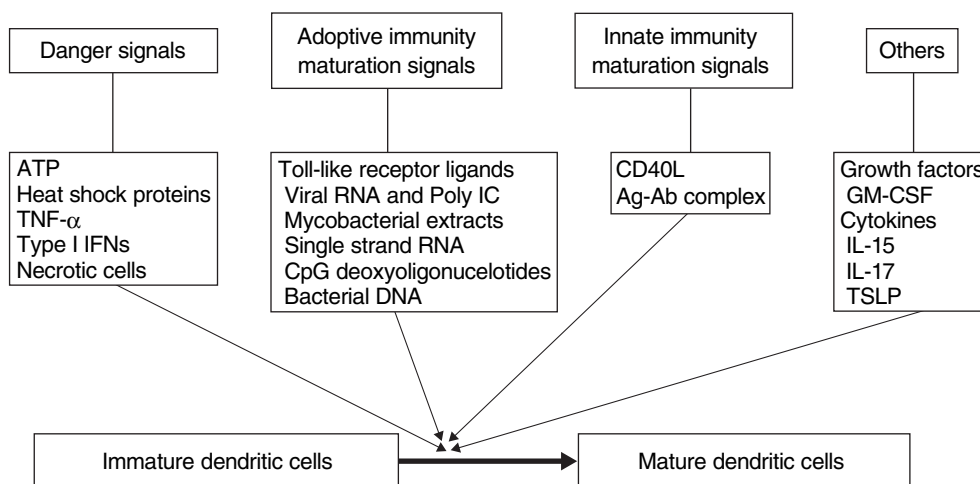 Danger signals
Adoptive immunity
maturation signals
Innate immunity
maturation signals
Others
ATP
Heat shock proteins
TNF-α
Type I IFNs
Necrotic cells
Toll-like receptor ligands
Viral RNA and Poly IC
Mycobacterial extracts
Single strand RNA
CpG deoxyoligonucelotides
Bacterial DNA
CD40L
Ag-Ab complex
Growth factors
GM-CSF
Cytokines
IL-15
IL-17
TSLP
Immature dendritic cells
Mature dendritic cells